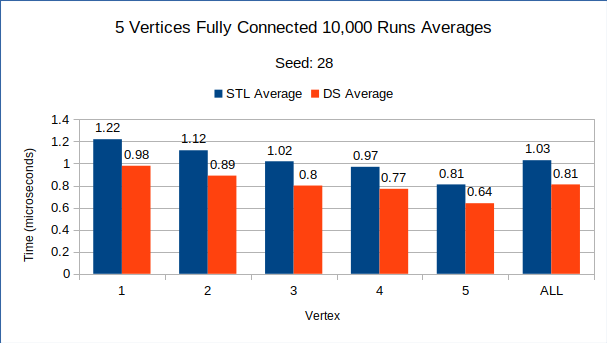 5 Vertices Fully Connected 10,000 Runs Averages
Seed: 28
STL Average DS Average
Time (microseconds)
1.4
1.2
1
0.8
0.6
0.4
0.2
0
1.22 0.98 1.12 0.89 1.02 0.8 0.97 0.77 0.81 0.64 1.03 0.81
1 2 3 4 5 ALL
Vertex